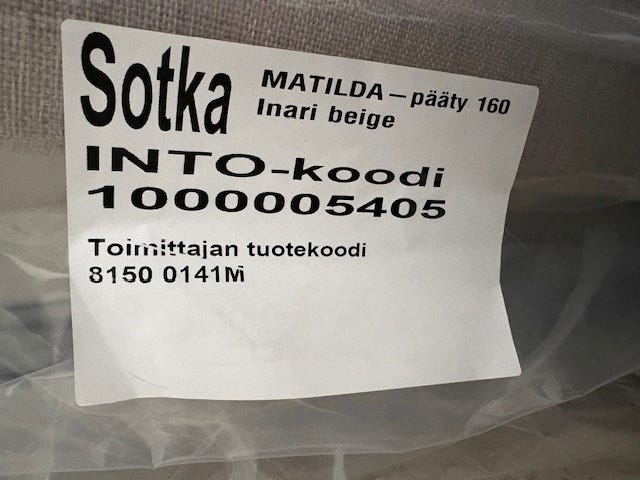 Sotka
MATILDA – pääty 160
Inari beige
INTO-koodi
1000005405
Toimittajan tuotekoodi
8150 0141M